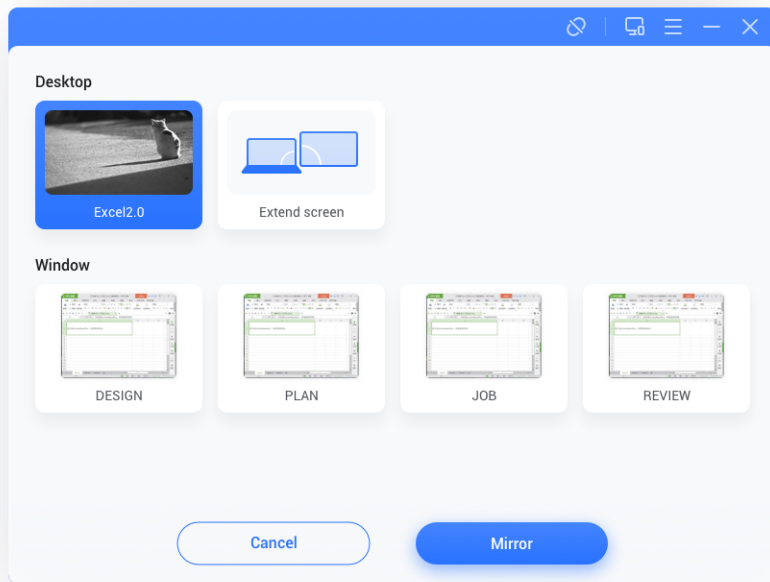 Desktop
Excel2.0
Extend screen
Window
DESIGN
PLAN
JOB
REVIEW
Cancel
Mirror